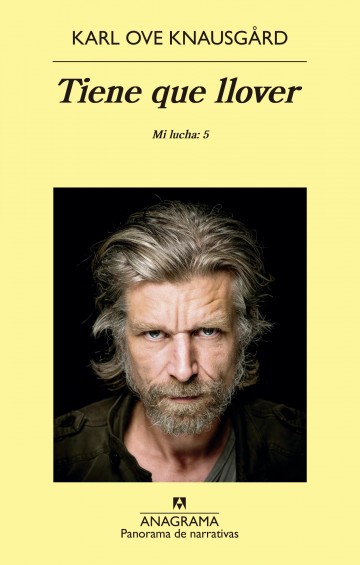 KARL OVE KNAUSGÅRD
Tiene que llover
Mi lucha: 5
ANAGRAMA
Panorama de narrativas